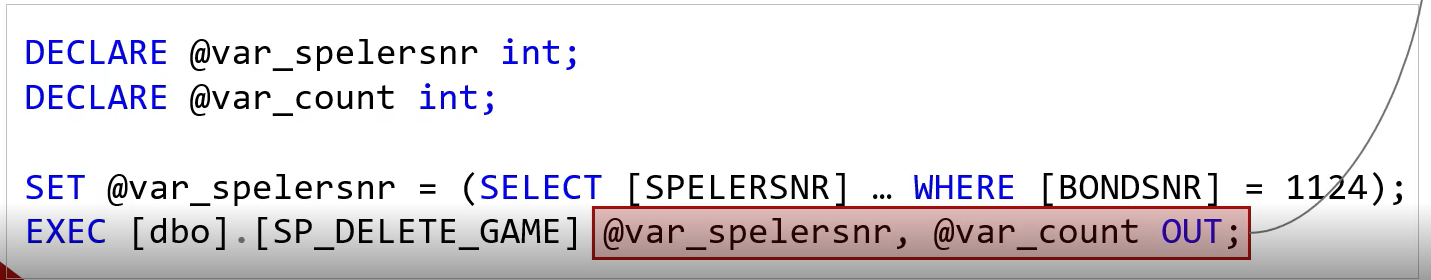 DECLARE @var_spelersnr int;
DECLARE @var_count int;
SET @var_spelersnr = (SELECT [SPELERSNR] … WHERE [BONDSNR] = 1124);
EXEC [dbo].[SP_DELETE_GAME] @var_spelersnr, @var_count OUT;